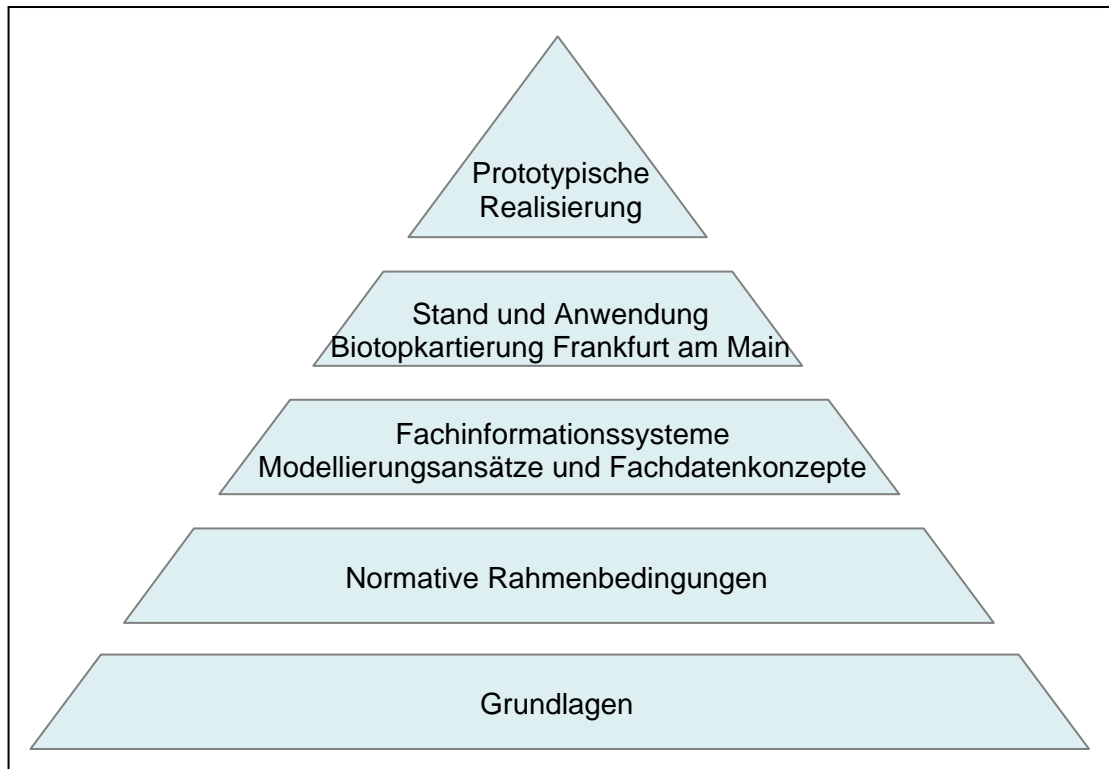 Prototypische
Realisierung
Stand und Anwendung
Biotopkartierung Frankfurt am Main
Fachinformationssysteme
Modellierungsansätze und Fachdatenkonzepte
Normative Rahmenbedingungen
Grundlagen